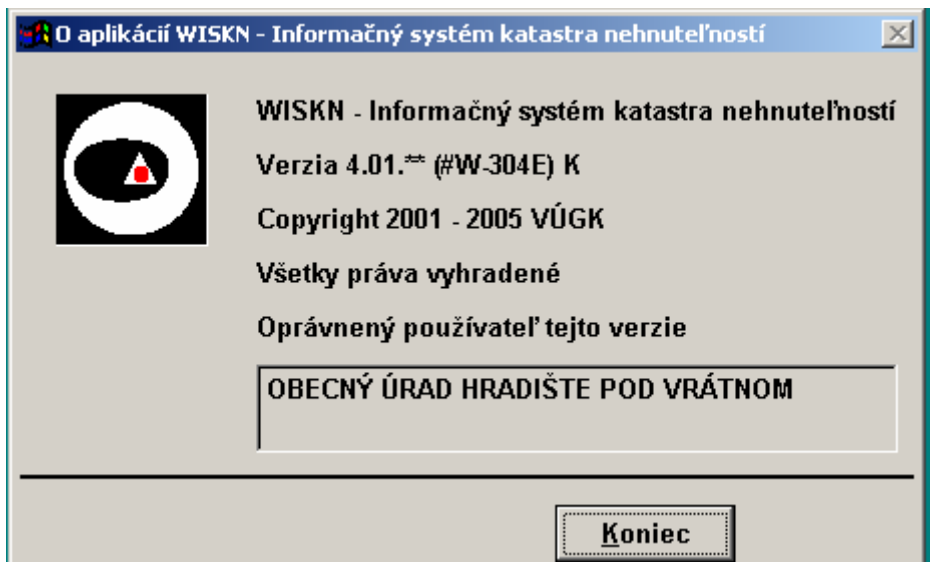 O aplikácií WISKN - Informačný systém katastra nehnuteľností
WISKN - Informačný systém katastra nehnuteľností
Verzia 4.01.** (#W-304E) K
Copyright 2001 - 2005 VÚGK
Všetky práva vyhradené
Oprávnený používateľ tejto verzie
OBECNÝ ÚRAD HRADIŠTE POD VRÁTNOM
Koniec